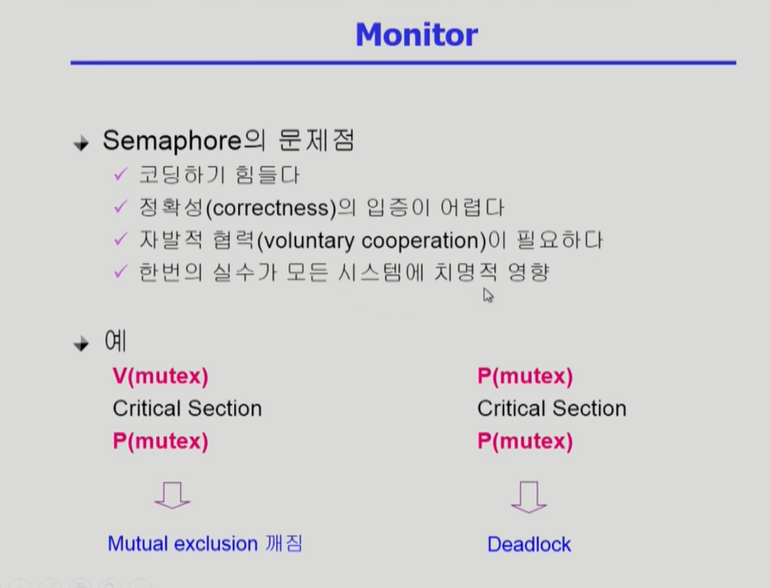 Monitor
Semaphore의 문제점
코딩하기 힘들다
정확성(correctness)의 입증이 어렵다
자발적 협력(voluntary cooperation)이 필요하다
한번의 실수가 모든 시스템에 치명적 영향
예
V(mutex)
Critical Section
P(mutex)
Mutual exclusion 깨짐
P(mutex)
Critical Section
P(mutex)
Deadlock